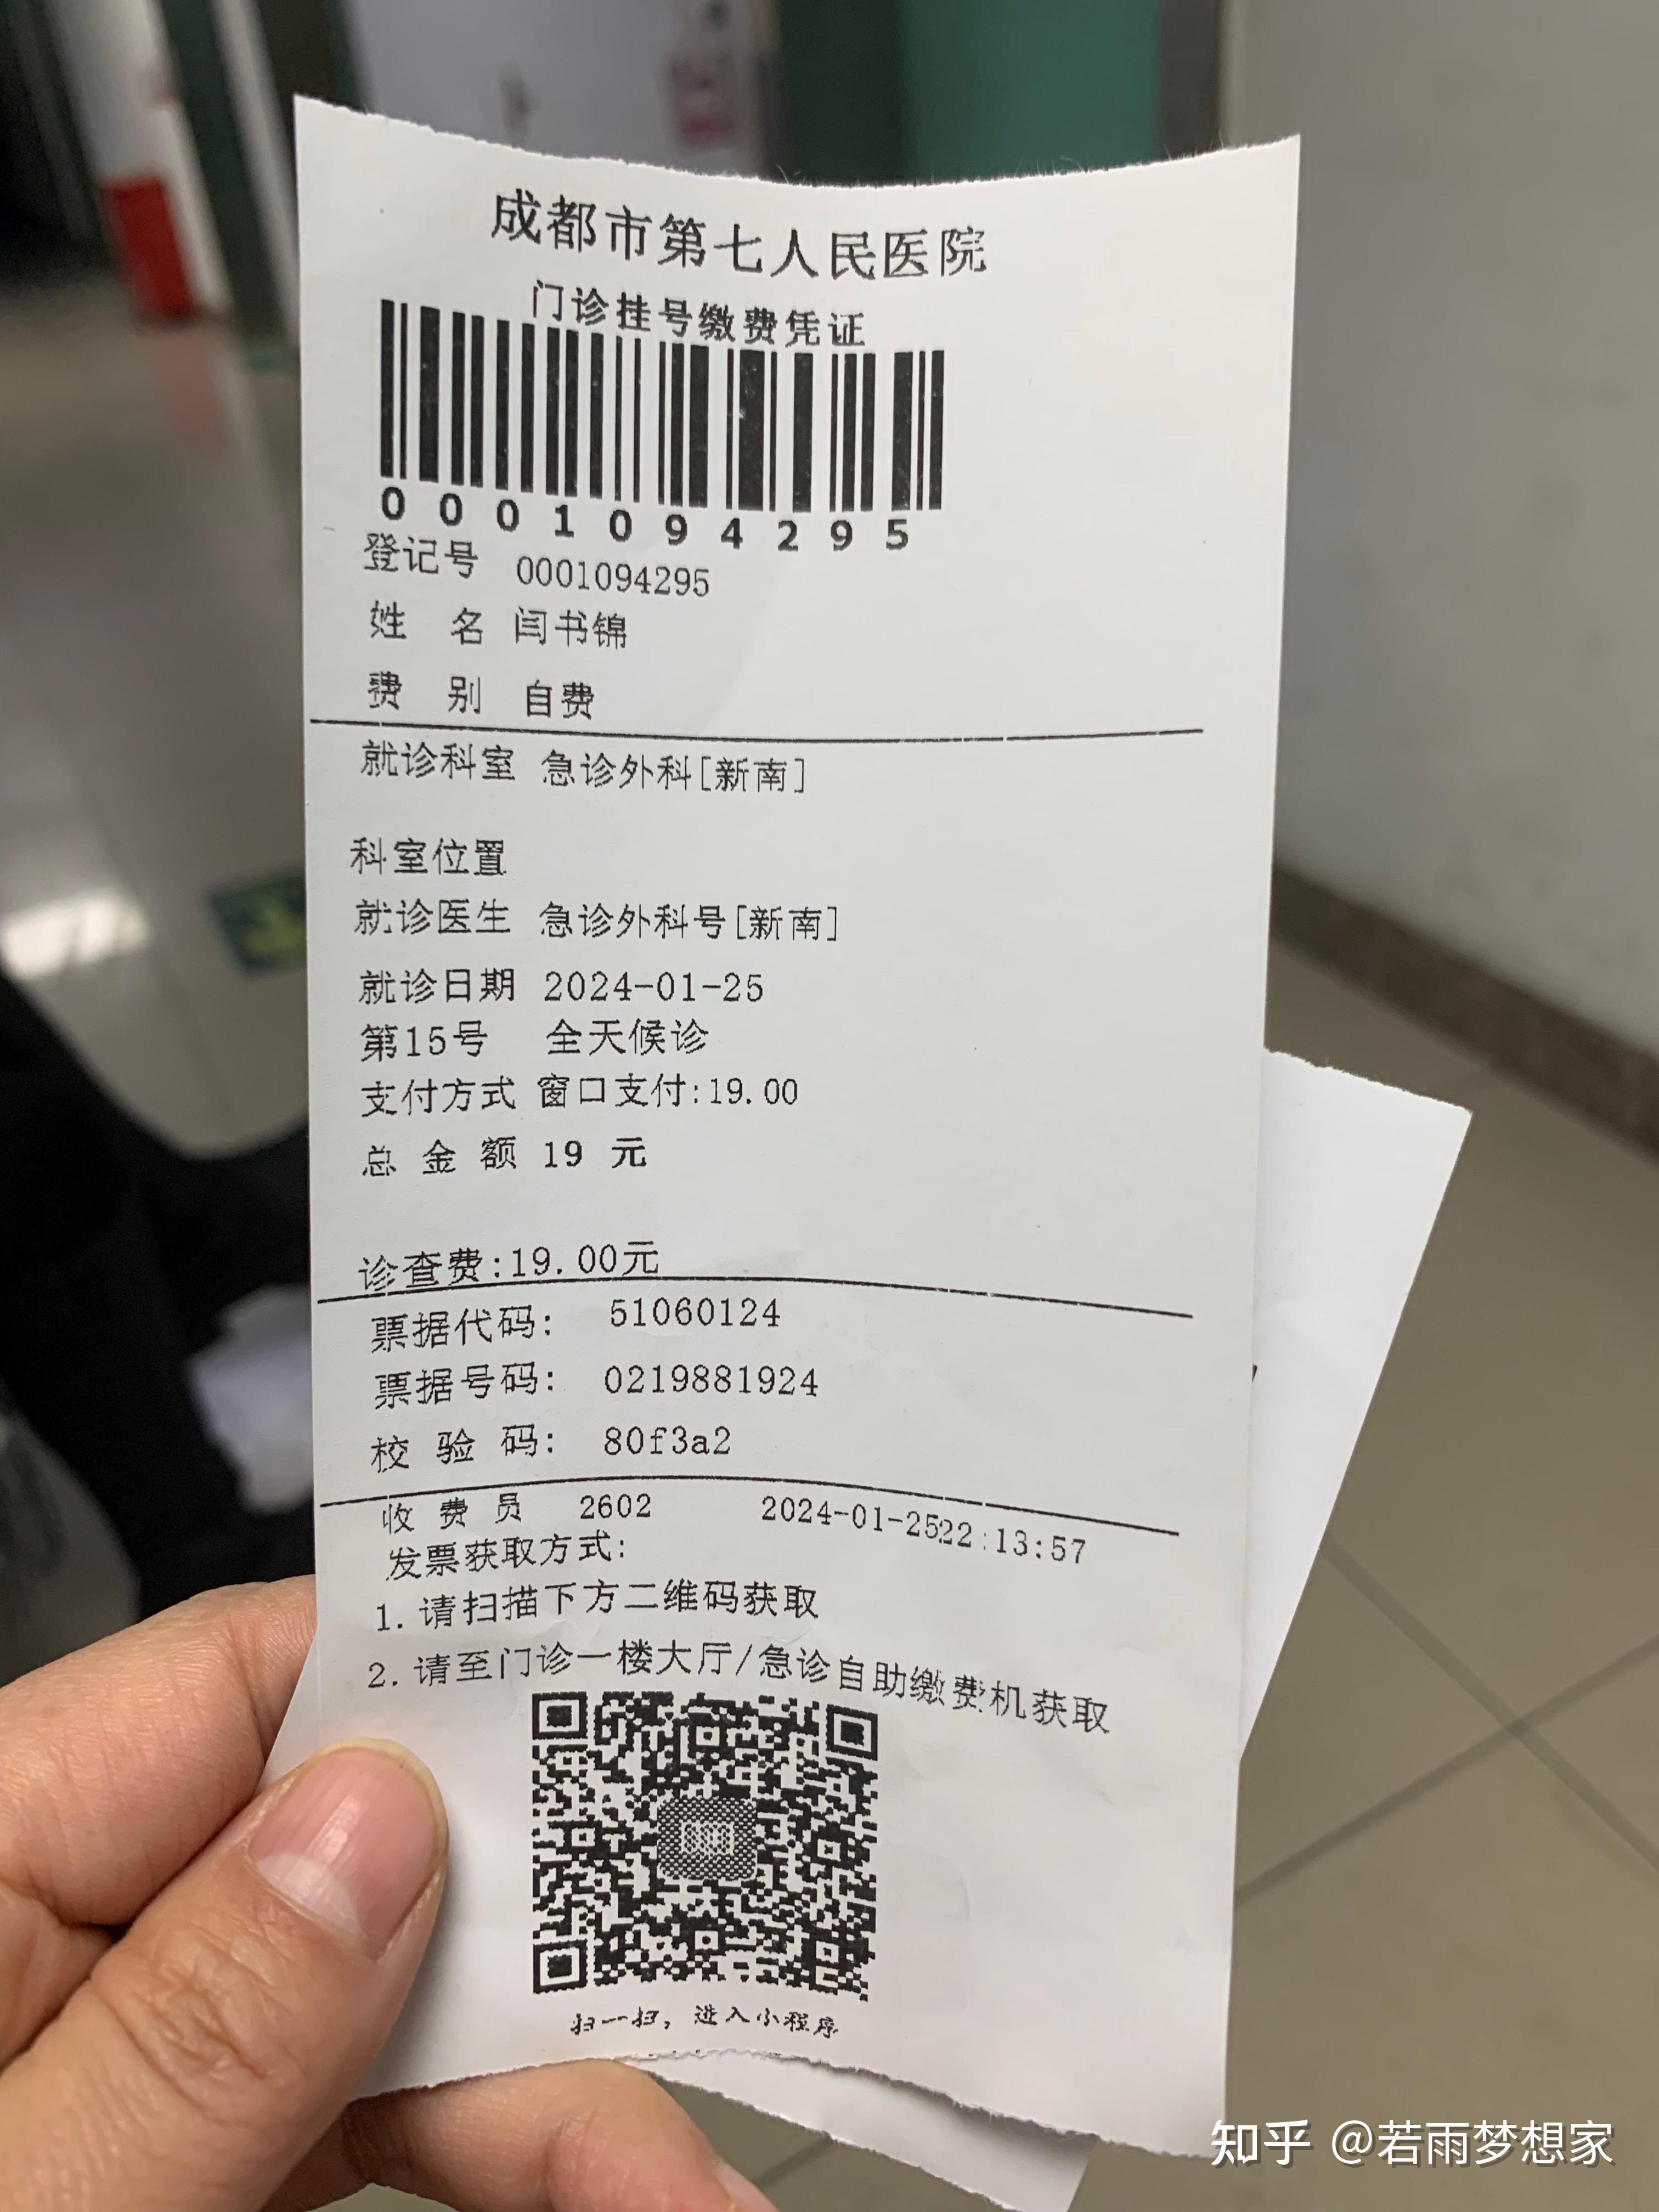 成都市第七人民医院
门诊挂号缴费凭证
0001094295
登记号 0001094295
姓 名 闫书锦
费 别 自费
就诊科室 急诊外科[新南]
科室位置
就诊医生 急诊外科号[新南]
就诊日期 2024-01-25
第15号 全天候诊
支付方式 窗口支付:19.00
总 金 额 19 元
诊查费:19.00元
票据代码: 51060124
票据号码: 0219881924
校 验 码: 80f3a2
收 费 员 2602 2024-01-2522:13:57
发票获取方式:
1. 请扫描下方二维码获取
2. 请至门诊一楼大厅/急诊自助缴费机获取
扫一扫，进入小程序
知乎 @若雨梦想家